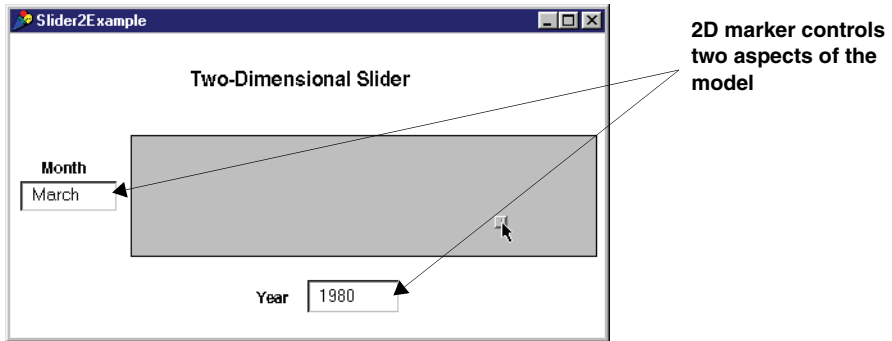 Slider2Example
2D marker controls
two aspects of the
model
Two-Dimensional Slider
Month
March
Year
1980